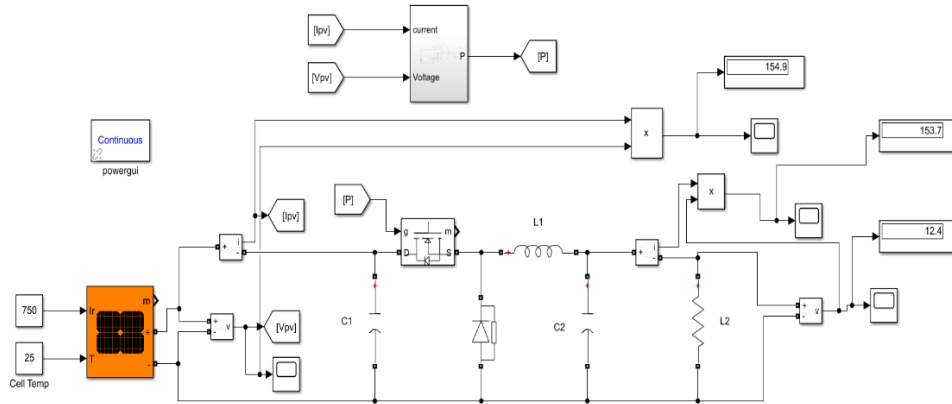 [Ipv]
current
Voltage
P
[Vpv]
[P]
154.9
Continuous
powergui
x
153.7
[P]
x
[Ipv]
L1
g
m
D
S
12.4
i
+
-
i
+
-
750
Ir
m
+
C1
C2
L2
+
v
-
[Vpv]
+
v
-
25
T
-
Cell Temp